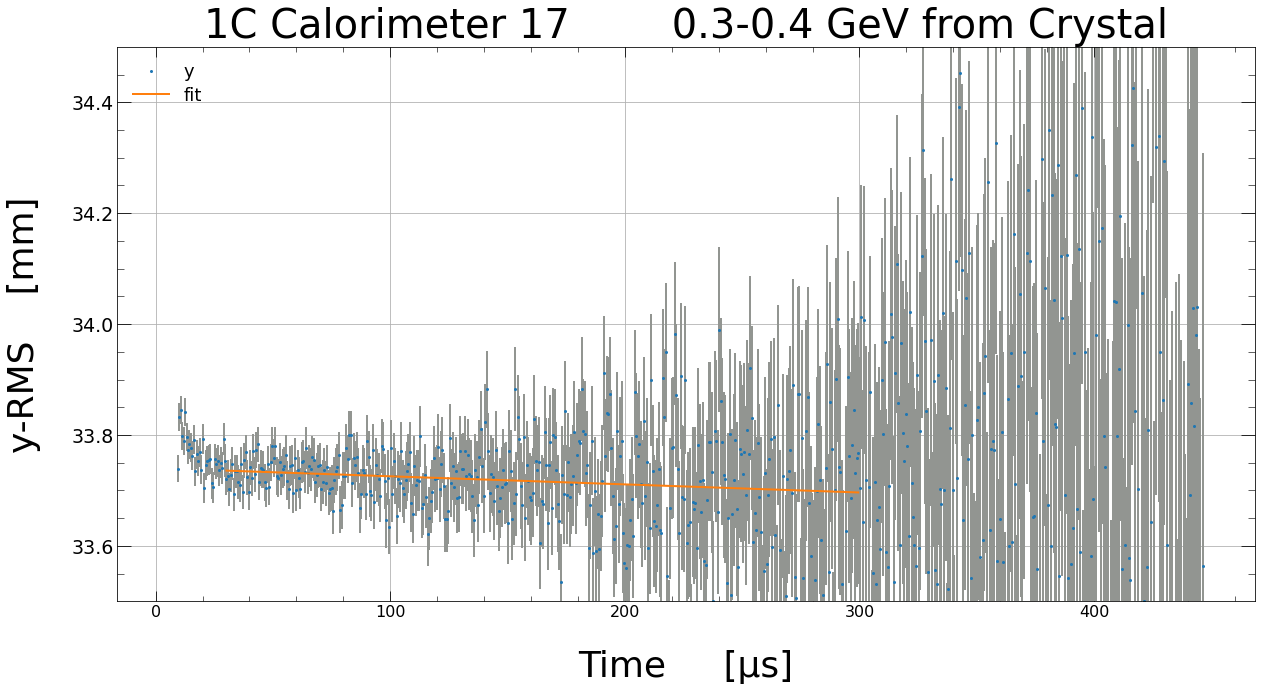 1C Calorimeter 17 0.3-0.4 GeV from Crystal
y
fit
34.4
34.2
34.0
33.8
33.6
y-RMS [mm]
0 100 200 300 400
Time [µs]